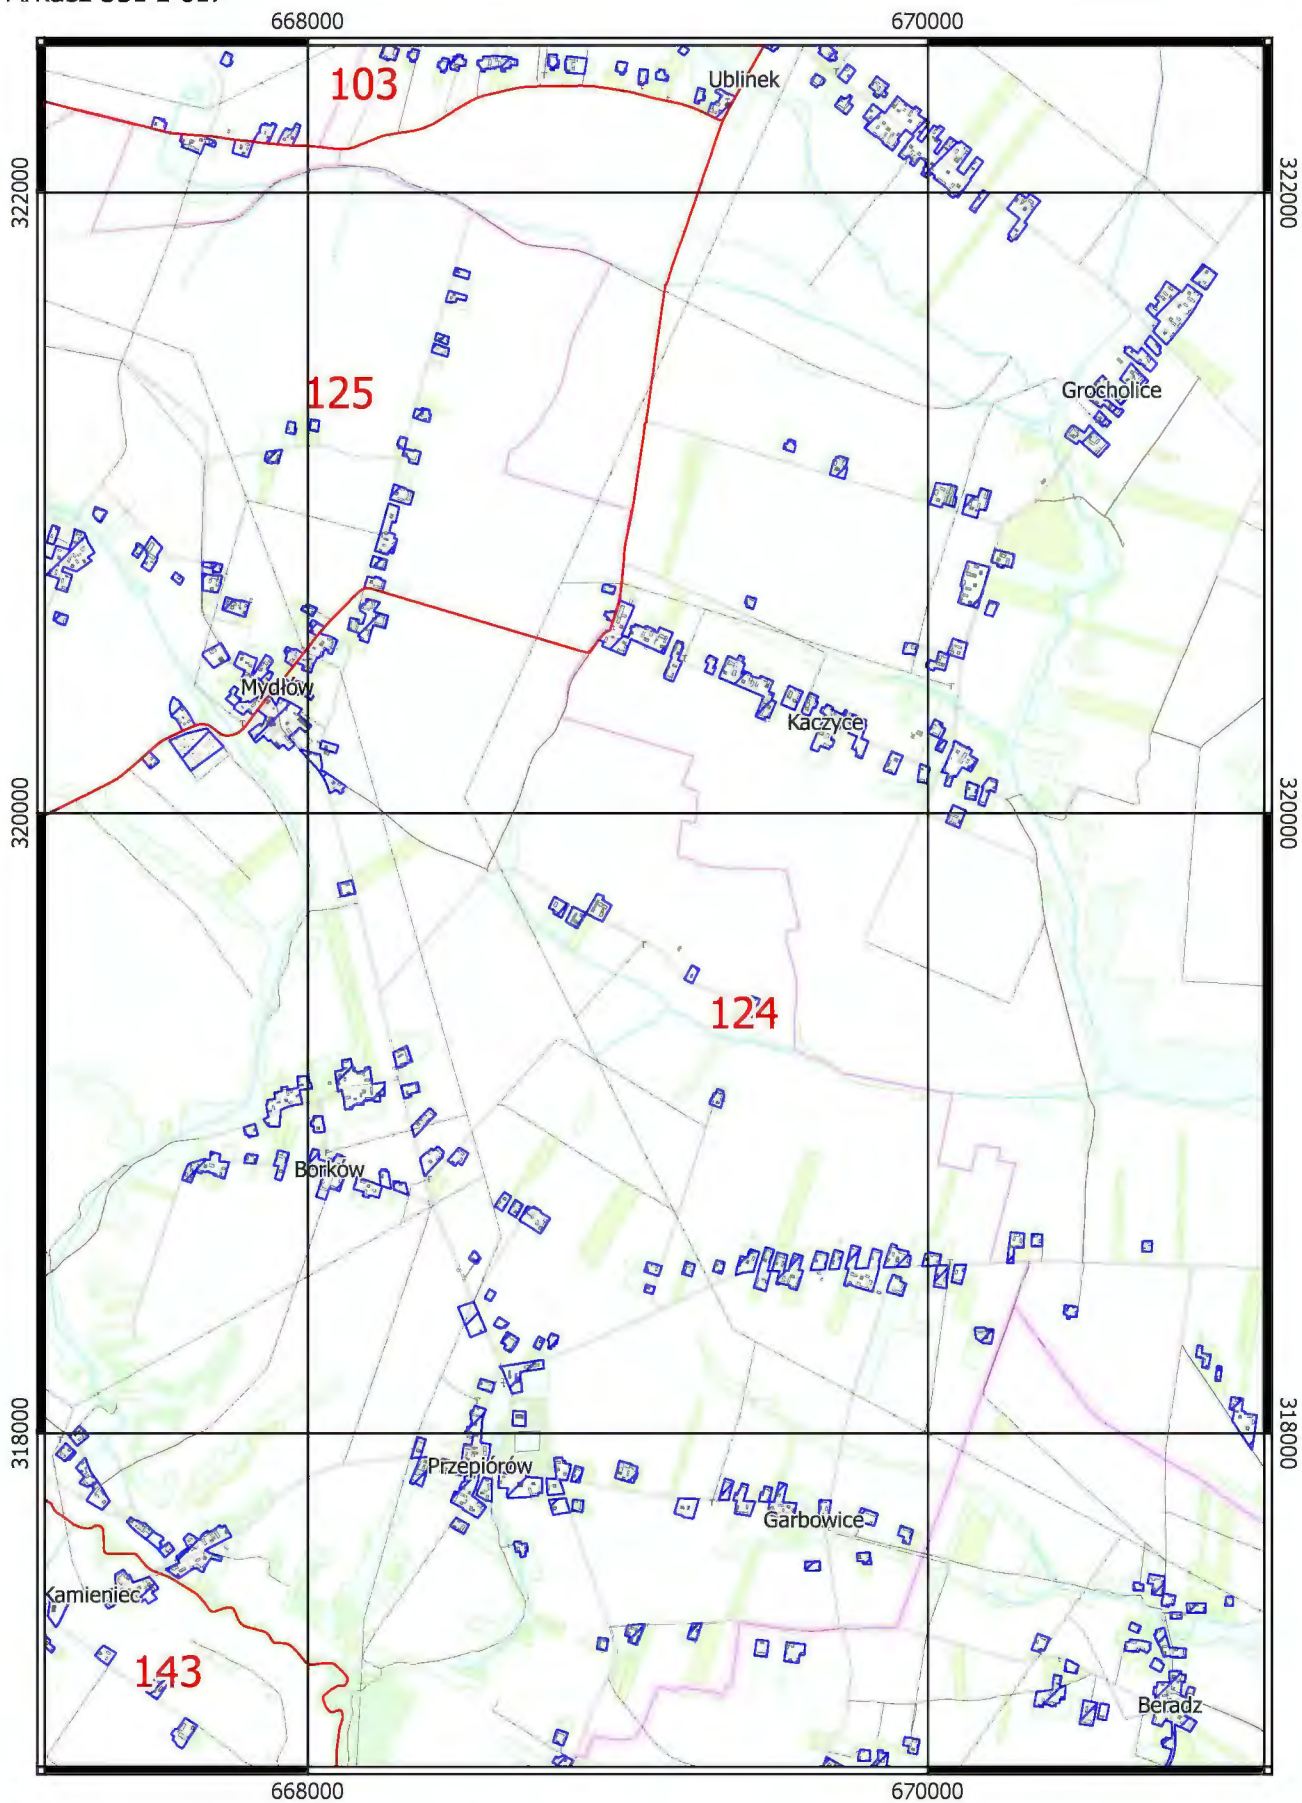 668000 670000
103
Ublinek
322000 322000
125
Grocholice
Mydłów
Kaczyce
320000 320000
124
Borków
318000 318000
Przepiórów
Garbowice
Kamieniec
143
Beradz
668000 670000